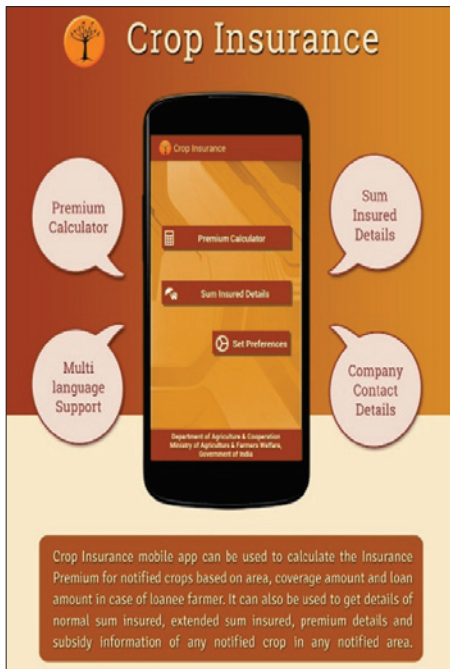 Crop Insurance
Crop Insurance
Premium
Calculator
Sum
Insured
Details
Premium Calculator
Sum Insured Details
Set Preferences
Multi
language
Support
Company
Contact
Details
Department of Agriculture & Cooperation
Ministry of Agriculture & Farmers Welfare,
Government of India
Crop Insurance mobile app can be used to calculate the Insurance
Premium for notified crops based on area, coverage amount and loan
amount in case of loanee farmer. It can also be used to get details of
normal sum insured, extended sum insured, premium details and
subsidy information of any notified crop in any notified area.